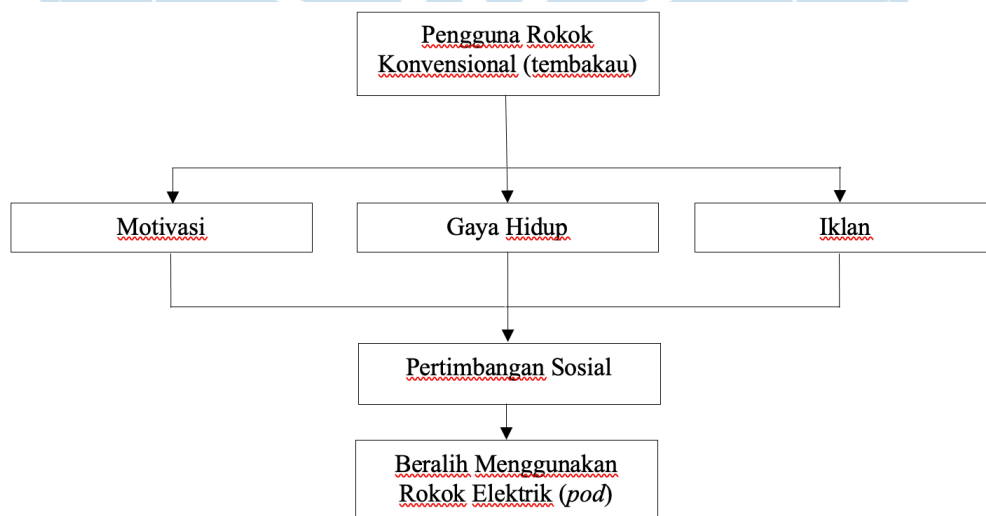 Pengguna Rokok
Konvensional (tembakau)
Motivasi
Gaya Hidup
Iklan
Pertimbangan Sosial
Beralih Menggunakan
Rokok Elektrik (pod)